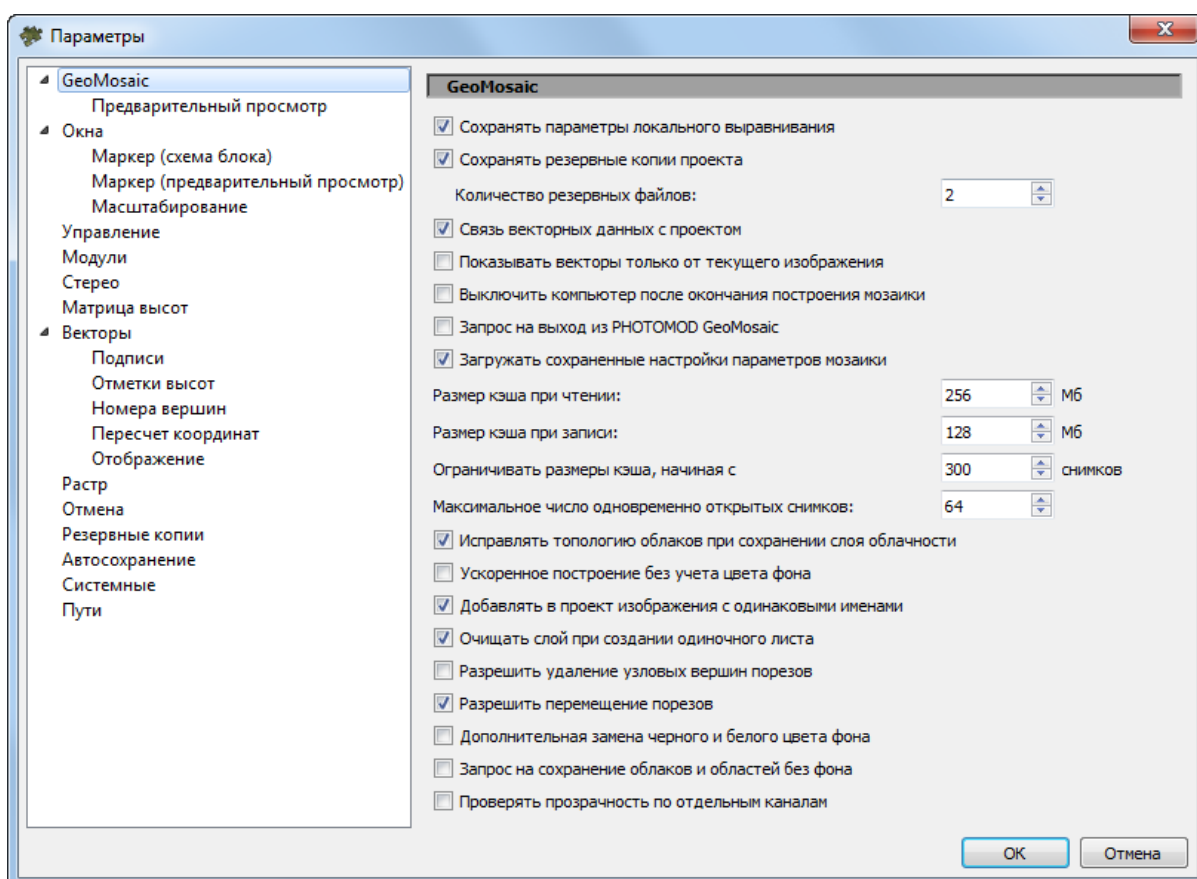 Параметры
GeoMosaic
Предварительный просмотр
Окна
Маркер (схема блока)
Маркер (предварительный просмотр)
Масштабирование
Управление
Модули
Стерео
Матрица высот
Векторы
Подписи
Отметки высот
Номера вершин
Пересчет координат
Отображение
Растр
Отмена
Резервные копии
Автосохранение
Системные
Пути
GeoMosaic
Сохранять параметры локального выравнивания
Сохранять резервные копии проекта
Количество резервных файлов: 2
Связь векторных данных с проектом
Показывать векторы только от текущего изображения
Выключить компьютер после окончания построения мозаики
Запрос на выход из PHOTOMOD GeoMosaic
Загружать сохраненные настройки параметров мозаики
Размер кэша при чтении: 256 Мб
Размер кэша при записи: 128 Мб
Ограничивать размеры кэша, начиная с 300 снимков
Максимальное число одновременно открытых снимков: 64
Исправлять топологию облаков при сохранении слоя облачности
Ускоренное построение без учета цвета фона
Добавлять в проект изображения с одинаковыми именами
Очищать слой при создании одиночного листа
Разрешить удаление узловых вершин порезов
Разрешить перемещение порезов
Дополнительная замена черного и белого цвета фона
Запрос на сохранение облаков и областей без фона
Проверять прозрачность по отдельным каналам
OK Отмена